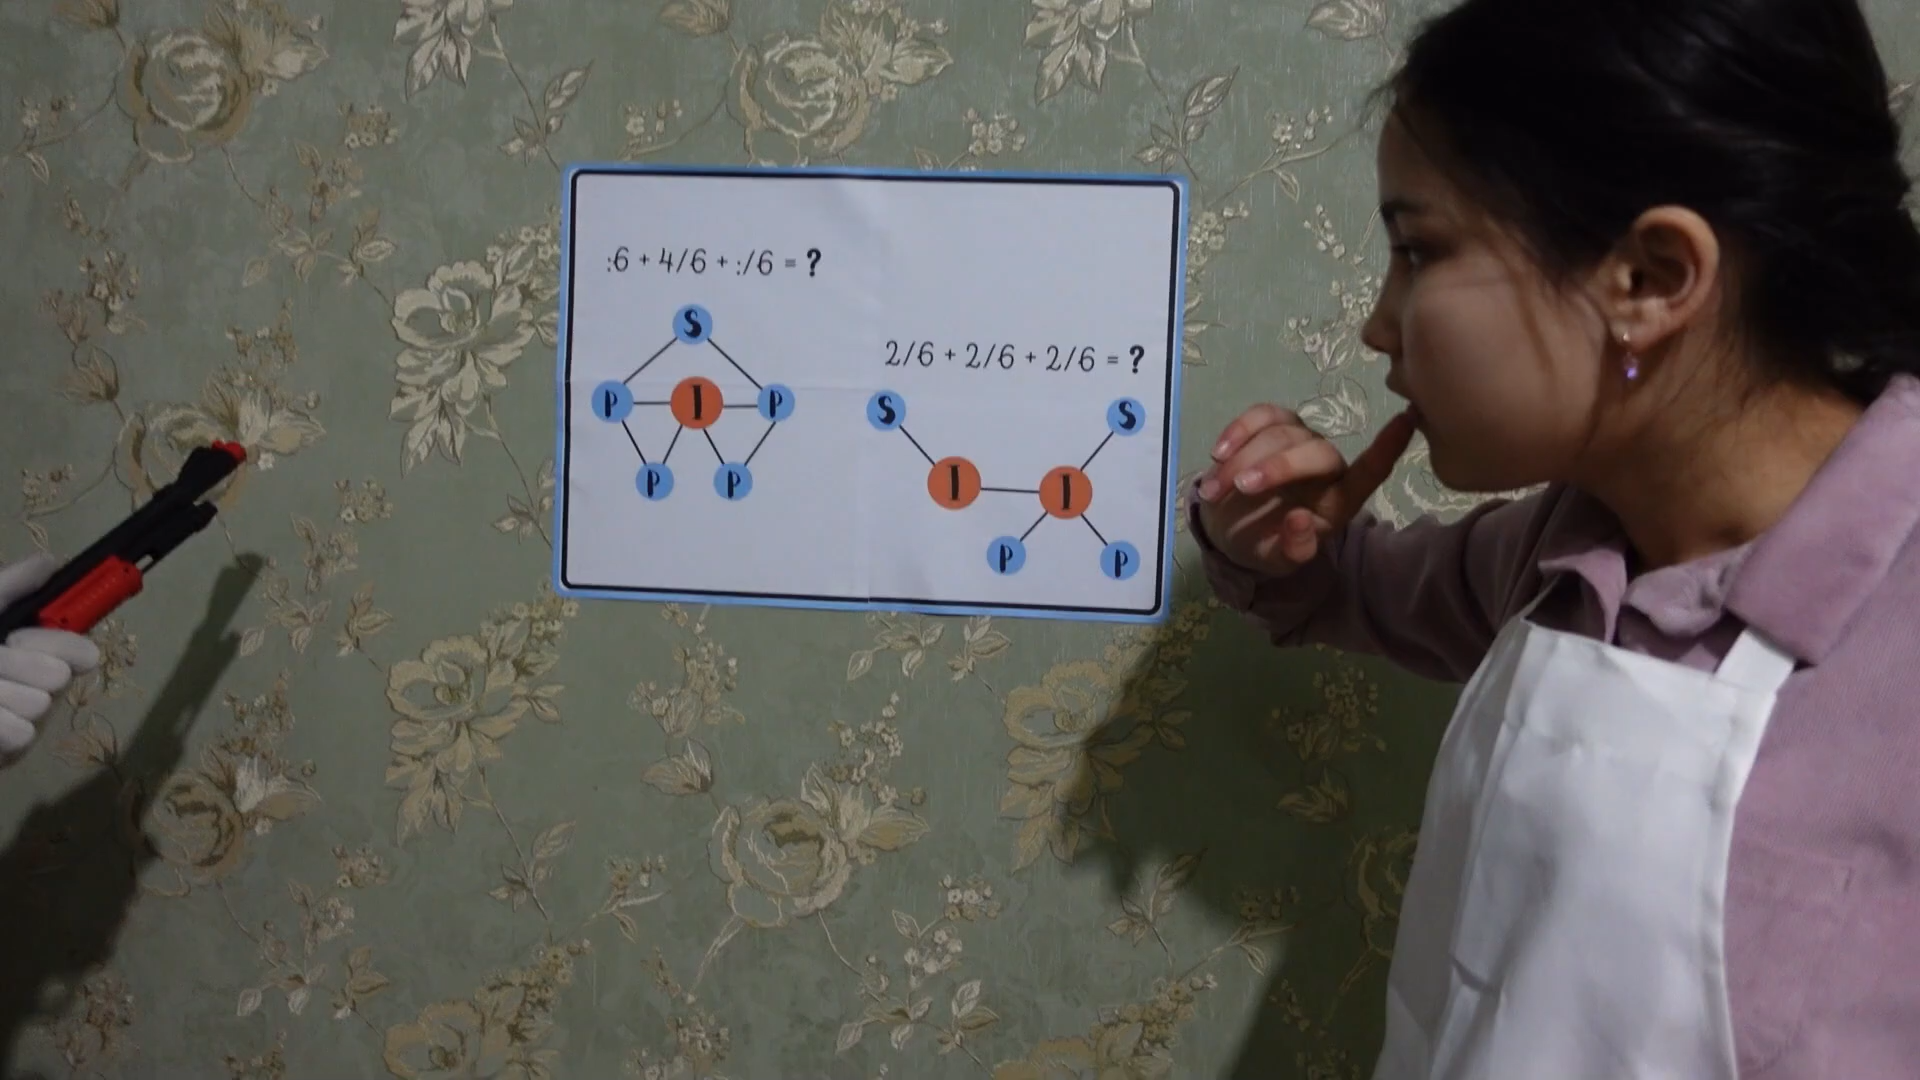 :6 + 4/6 + :/6 = ?
S
P I P
P P
2/6 + 2/6 + 2/6 = ?
S S
I I
P P